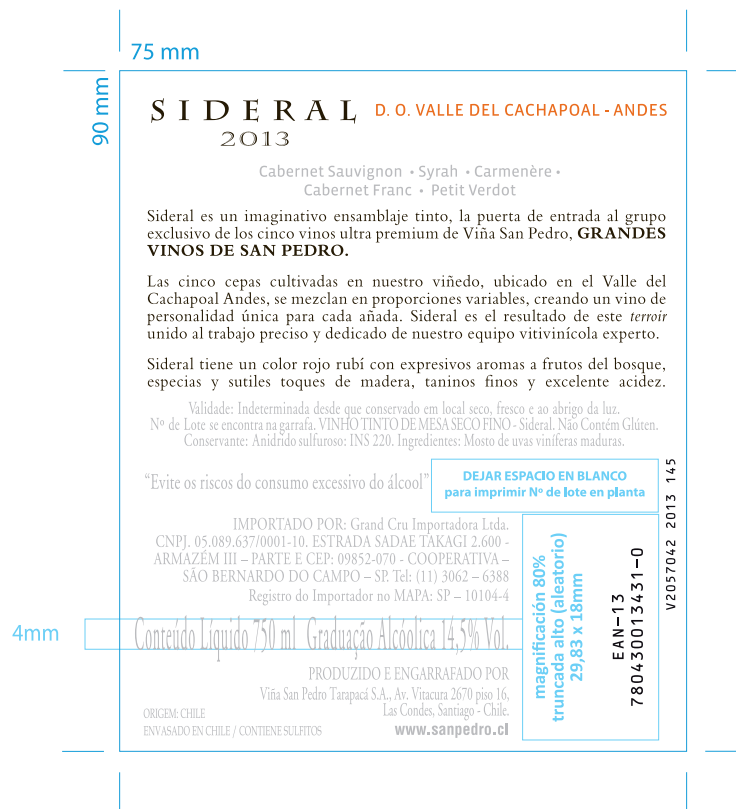 75 mm
90 mm
SIDERAL D. O. VALLE DEL CACHAPOAL - ANDES
2013
Cabernet Sauvignon • Syrah • Carmenère •
Cabernet Franc • Petit Verdot
Sideral es un imaginativo ensamblaje tinto, la puerta de entrada al grupo
exclusivo de los cinco vinos ultra premium de Viña San Pedro, GRANDES
VINOS DE SAN PEDRO.
Las cinco cepas cultivadas en nuestro viñedo, ubicado en el Valle del
Cachapoal Andes, se mezclan en proporciones variables, creando un vino de
personalidad única para cada añada. Sideral es el resultado de este terroir
unido al trabajo preciso y dedicado de nuestro equipo vitivinícola experto.
Sideral tiene un color rojo rubí con expresivos aromas a frutos del bosque,
especias y sutiles toques de madera, taninos finos y excelente acidez.
Validade: Indeterminada desde que conservado em local seco, fresco e ao abrigo da luz.
Nº de Lote se encontra na garrafa. VINHO TINTO DE MESA SECO FINO - Sideral. Não Contém Glúten.
Conservante: Anidrido sulfuroso: INS 220. Ingredientes: Mosto de uvas viníferas maduras.
"Evite os riscos do consumo excessivo do álcool"
DEJAR ESPACIO EN BLANCO
para imprimir Nº de lote en planta
IMPORTADO POR: Grand Cru Importadora Ltda.
CNPJ. 05.089.637/0001-10. ESTRADA SADAE TAKAGI 2.600 -
ARMAZÉM III – PARTE E CEP: 09852-070 - COOPERATIVA –
SÃO BERNARDO DO CAMPO – SP. Tel: (11) 3062 – 6388
Registro do Importador no MAPA: SP – 10104-4
4mm
Conteúdo Líquido 750 ml Graduação Alcóolica 14,5% Vol.
PRODUZIDO E ENGARRAFADO POR
Viña San Pedro Tarapacá S.A., Av. Vitacura 2670 piso 16,
Las Condes, Santiago - Chile.
ORIGEM: CHILE
ENVASADO EN CHILE / CONTIENE SULFITOS
www.sanpedro.cl
magnificación 80%
truncada alto (aleatorio)
29,83 x 18mm
EAN-13
780430013431-0
V2057042 2013 145